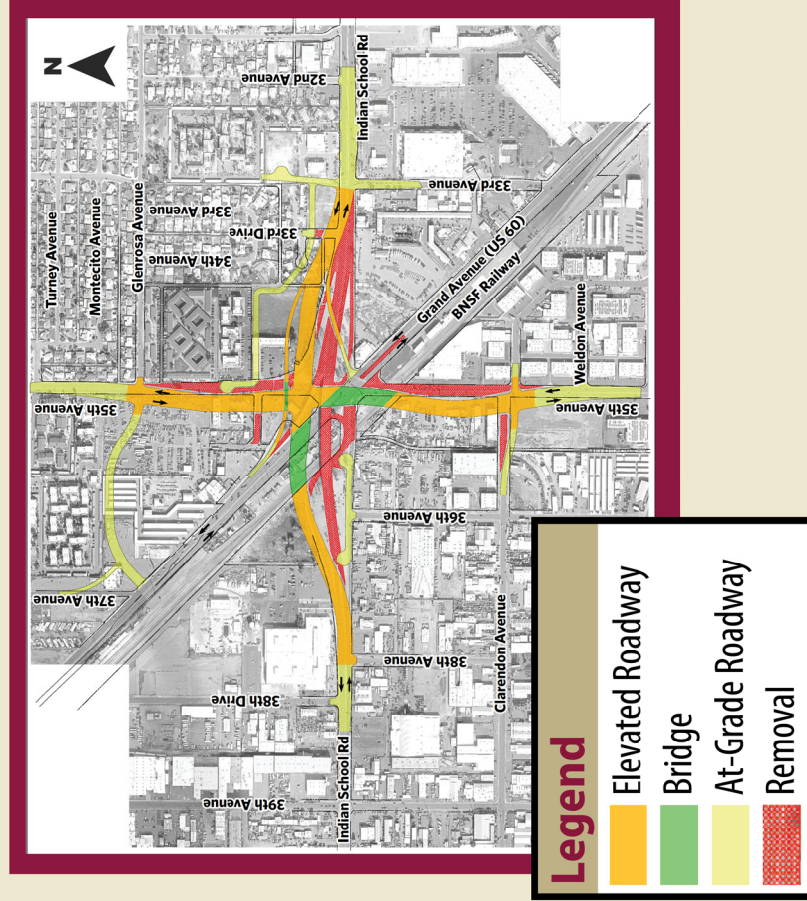 N
Turney Avenue
Montecito Avenue
Glenrosa Avenue
32nd Avenue
Indian School Rd
33rd Avenue
33rd Avenue
33rd Drive
34th Avenue
Grand Avenue (US 60)
BNSF Railway
Weldon Avenue
35th Avenue
35th Avenue
36th Avenue
37th Avenue
38th Avenue
38th Drive
Clarendon Avenue
39th Avenue
Indian School Rd
Legend
Elevated Roadway
Bridge
At-Grade Roadway
Removal